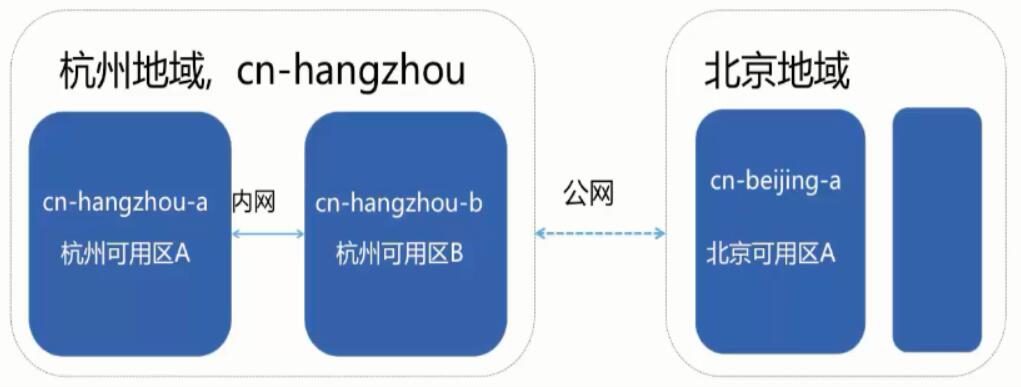 杭州地域, cn-hangzhou
北京地域
cn-hangzhou-a
杭州可用区A
内网
cn-hangzhou-b
杭州可用区B
公网
cn-beijing-a
北京可用区A